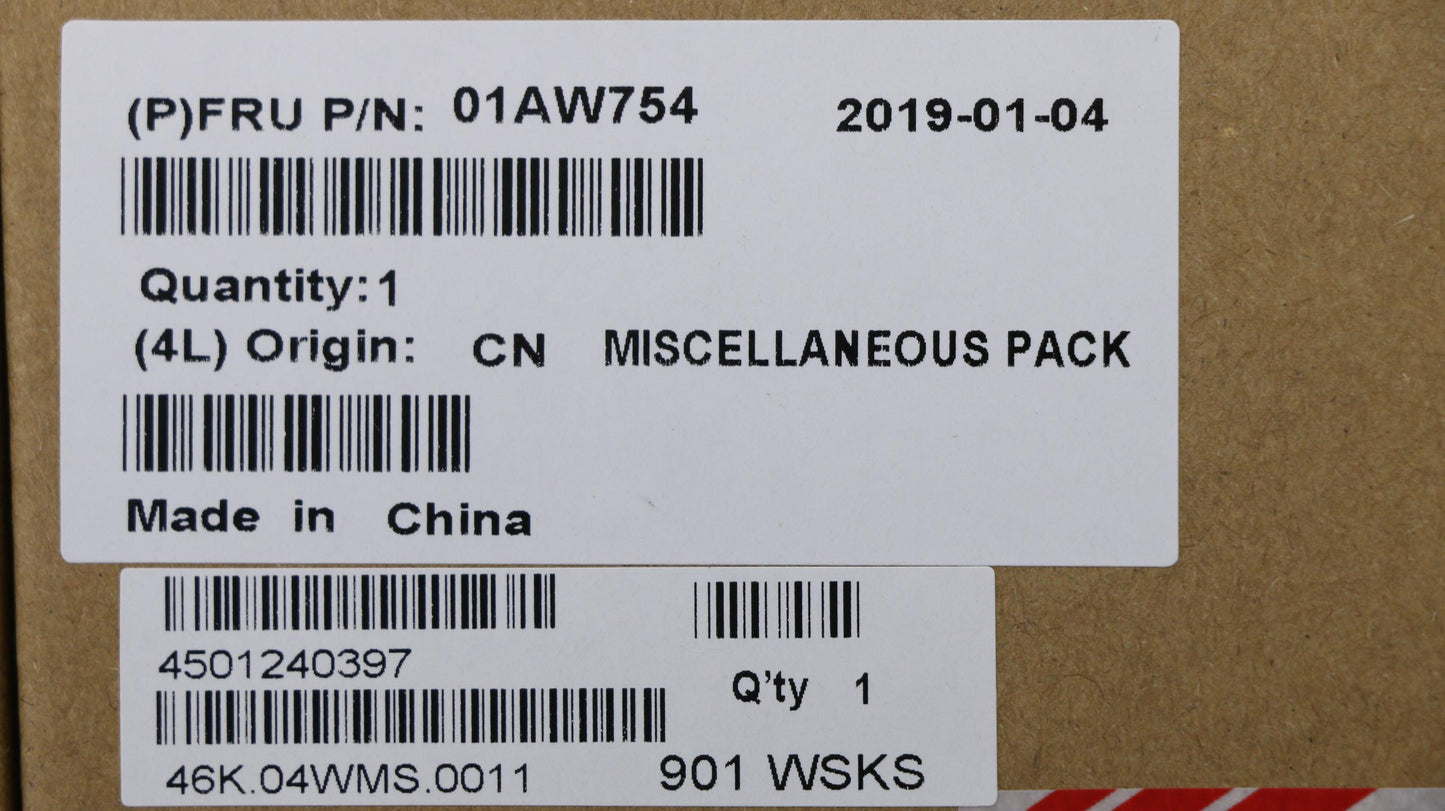 (P)FRU P/N: 01AW754 2019-01-04
Quantity:1
(4L) Origin: CN MISCELLANEOUS PACK
Made in China
4501240397
Q'ty 1
46K.04WMS.0011 901 WSKS